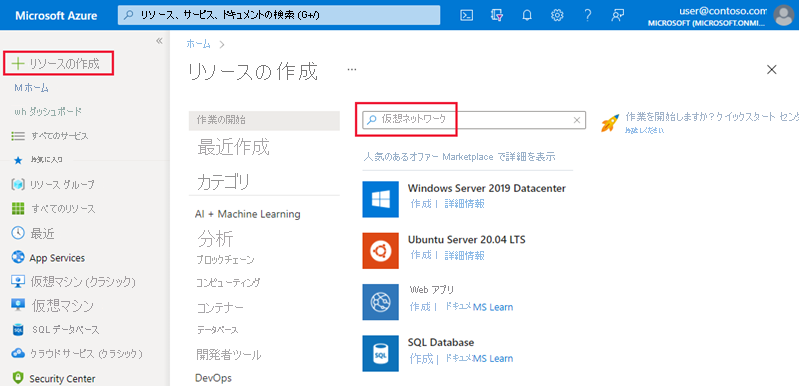 Microsoft Azure
リソース、サービス、ドキュメントの検索 (G+/)
user@contoso.com
MICROSOFT (MICROSOFT.ONMI...
リソースの作成
Mホーム
wh ダッシュボード
すべてのサービス
お気に入り
リソース グループ
すべてのリソース
最近
App Services
仮想マシン (クラシック)
仮想マシン
SQL データベース
クラウド サービス (クラシック)
Security Center
ホーム
リソースの作成
作業の開始
最近作成
カテゴリ
AI + Machine Learning
分析
ブロックチェーン
コンピューティング
コンテナー
データベース
開発者ツール
DevOps
仮想ネットワーク
人気のあるオファー Marketplace で詳細を表示
Windows Server 2019 Datacenter
作成 | 詳細情報
Ubuntu Server 20.04 LTS
作成 | 詳細情報
Web アプリ
作成 | ドキュメMS Learn
SQL Database
作成 | ドキュメMS Learn
作業を開始しますか? クイックスタート セン
お試しください